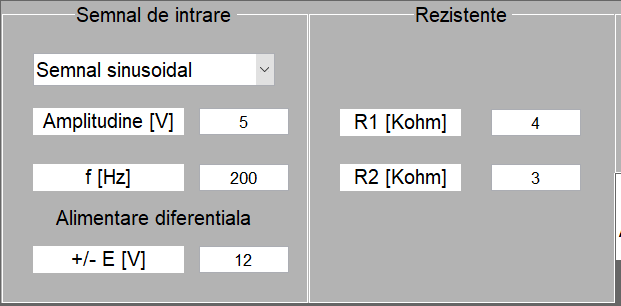 Semnal de intrare
Semnal sinusoidal
Amplitudine [V] 5
f [Hz] 200
Alimentare diferentiala
+/- E [V] 12
Rezistente
R1 [Kohm] 4
R2 [Kohm] 3